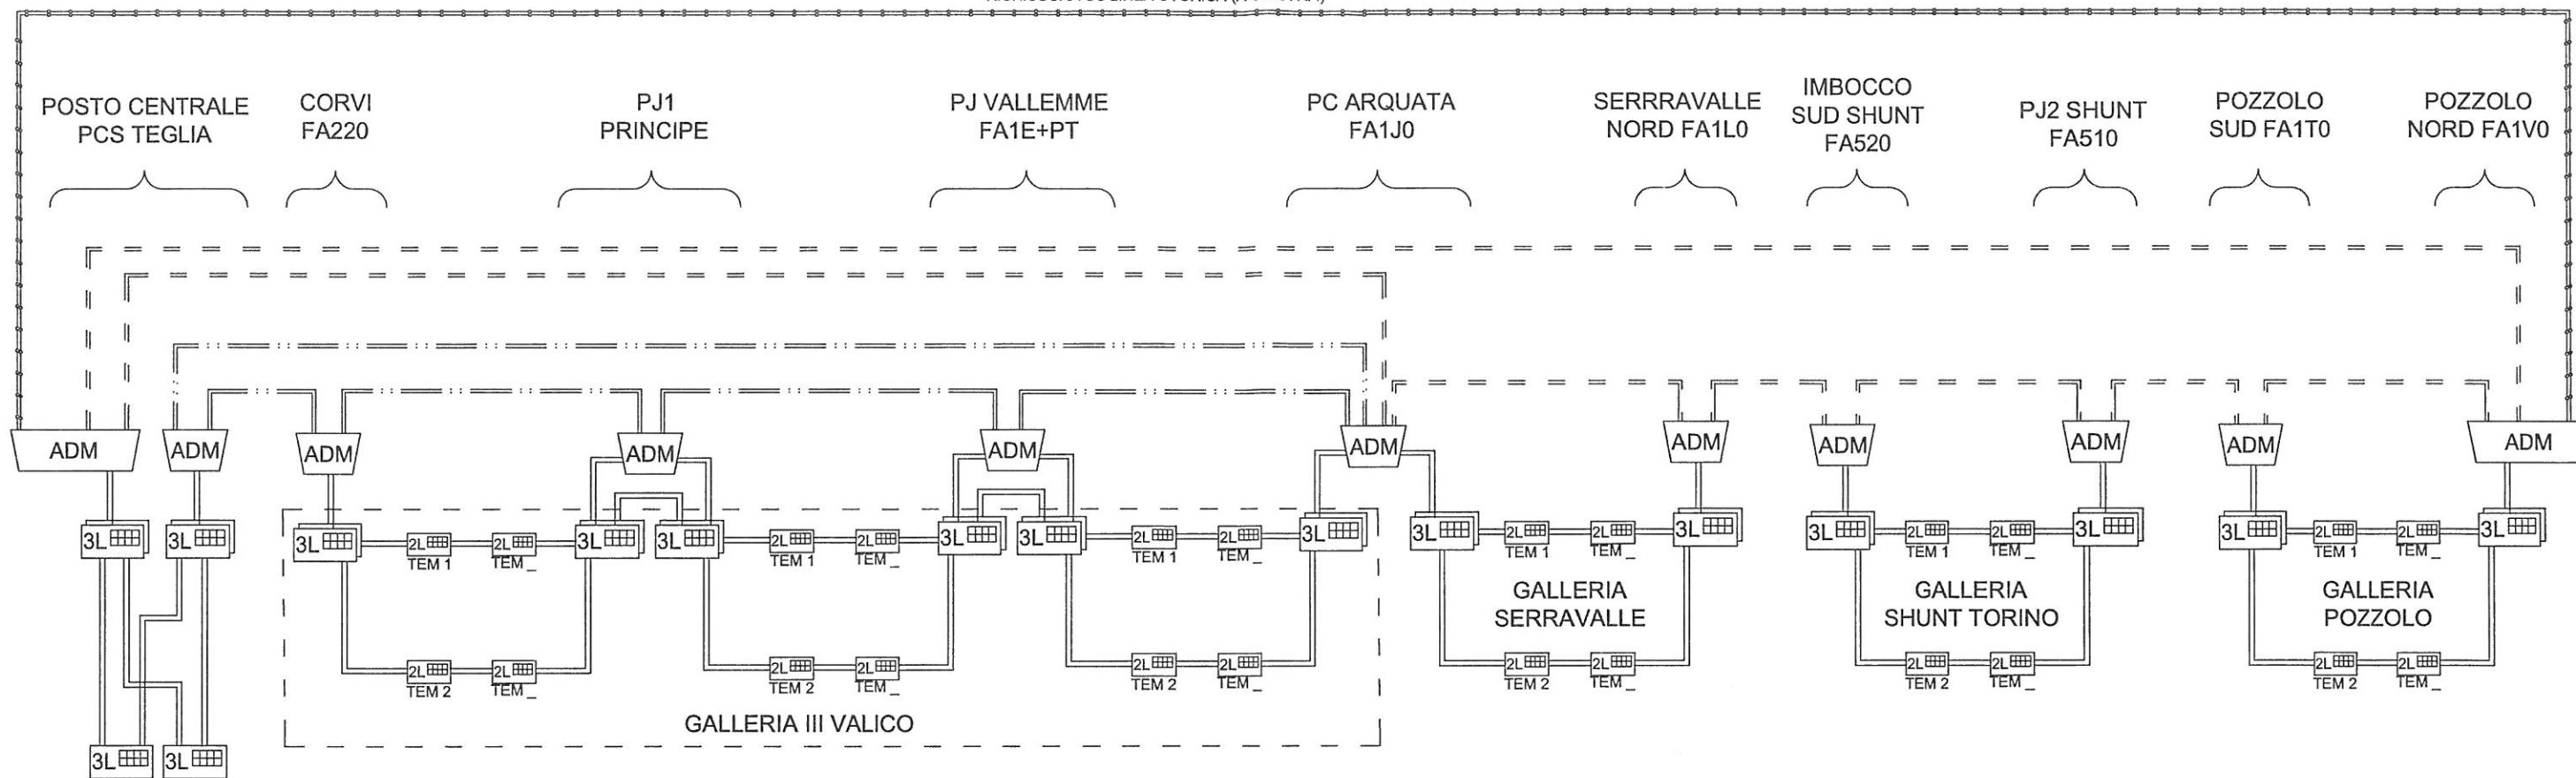 POSTO CENTRALE
PCS TEGLIA
CORVI
FA220
PJ1
PRINCIPE
PJ VALLEMME
FA1E+PT
PC ARQUATA
FA1J0
SERRRAVALLE
NORD FA1L0
IMBOCCO
SUD SHUNT
FA520
PJ2 SHUNT
FA510
POZZOLO
SUD FA1T0
POZZOLO
NORD FA1V0
ADM
ADM
ADM
ADM
ADM
ADM
ADM
ADM
ADM
ADM
ADM
3L
3L
3L
2L
TEM 1
2L
TEM _
3L
3L
2L
TEM 1
2L
TEM _
3L
3L
2L
TEM 1
2L
TEM _
3L
3L
2L
TEM 1
2L
TEM _
3L
3L
2L
TEM 1
2L
TEM _
3L
3L
2L
TEM 1
2L
TEM _
3L
GALLERIA
SERRAVALLE
GALLERIA
SHUNT TORINO
GALLERIA
POZZOLO
2L
TEM 2
2L
TEM _
2L
TEM 2
2L
TEM _
2L
TEM 2
2L
TEM _
2L
TEM 2
2L
TEM _
2L
TEM 2
2L
TEM _
2L
TEM 2
2L
TEM _
GALLERIA III VALICO
3L
3L